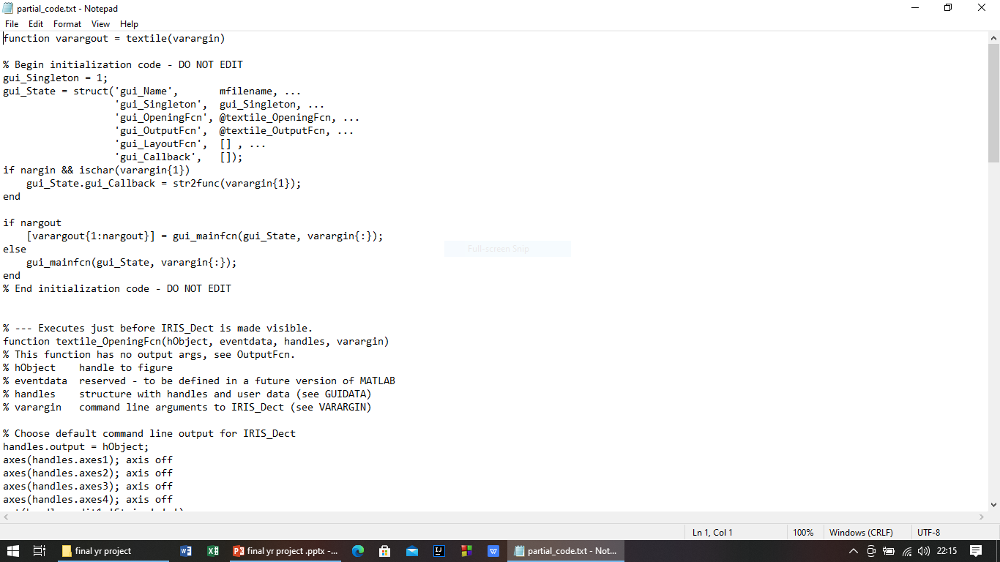 partial_code.txt - Notepad
File Edit Format View Help
function varargout = textile(varargin)
% Begin initialization code - DO NOT EDIT
gui_Singleton = 1;
gui_State = struct('gui_Name',       mfilename, ...
                   'gui_Singleton',  gui_Singleton, ...
                   'gui_OpeningFcn', @textile_OpeningFcn, ...
                   'gui_OutputFcn',  @textile_OutputFcn, ...
                   'gui_LayoutFcn',  [] , ...
                   'gui_Callback',   []);
if nargin && ischar(varargin{1})
    gui_State.gui_Callback = str2func(varargin{1});
end
if nargout
    [varargout{1:nargout}] = gui_mainfcn(gui_State, varargin{:});
Full-screen Snip
else
    gui_mainfcn(gui_State, varargin{:});
end
% End initialization code - DO NOT EDIT
% --- Executes just before IRIS_Dect is made visible.
function textile_OpeningFcn(hObject, eventdata, handles, varargin)
% This function has no output args, see OutputFcn.
% hObject    handle to figure
% eventdata  reserved - to be defined in a future version of MATLAB
% handles    structure with handles and user data (see GUIDATA)
% varargin   command line arguments to IRIS_Dect (see VARARGIN)
% Choose default command line output for IRIS_Dect
handles.output = hObject;
axes(handles.axes1); axis off
axes(handles.axes2); axis off
axes(handles.axes3); axis off
axes(handles.axes4); axis off
Ln 1, Col 1 100% Windows (CRLF) UTF-8
final yr project final yr project .pptx -... partial_code.txt - Not... 22:15